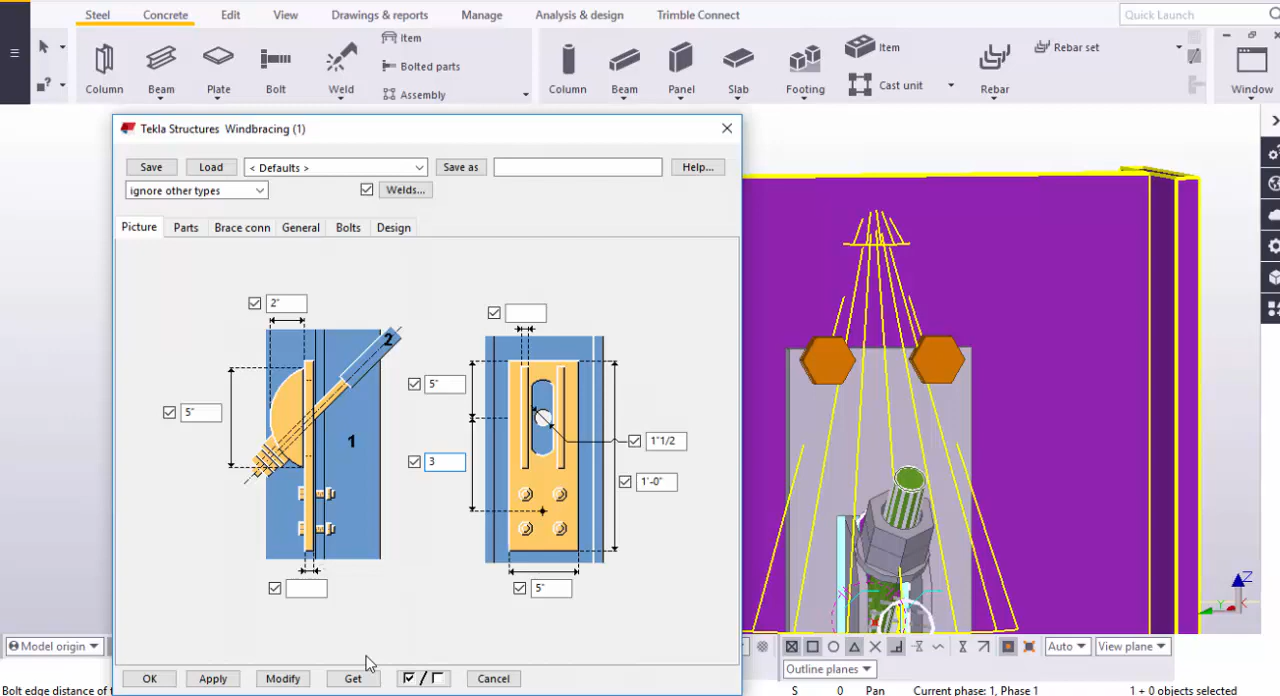 Steel Concrete Edit View Drawings & reports Manage Analysis & design Trimble Connect Quick Launch
Item
Bolted parts
Column Beam Plate Bolt Weld Assembly
Column Beam Panel Slab Footing
Item
Cast unit
Rebar
Rebar set
Window
Tekla Structures Windbracing (1)
Save Load < Defaults > Save as Help...
ignore other types Welds...
Picture Parts Brace conn General Bolts Design
2"
2
5"
5"
1
1"1/2
3
1'-0"
5"
Z
Y
X
Model origin
Auto View plane
Outline planes
OK Apply Modify Get / Cancel
Bolt edge distance of t
S 0 Pan Current phase: 1, Phase 1 1 + 0 objects selected